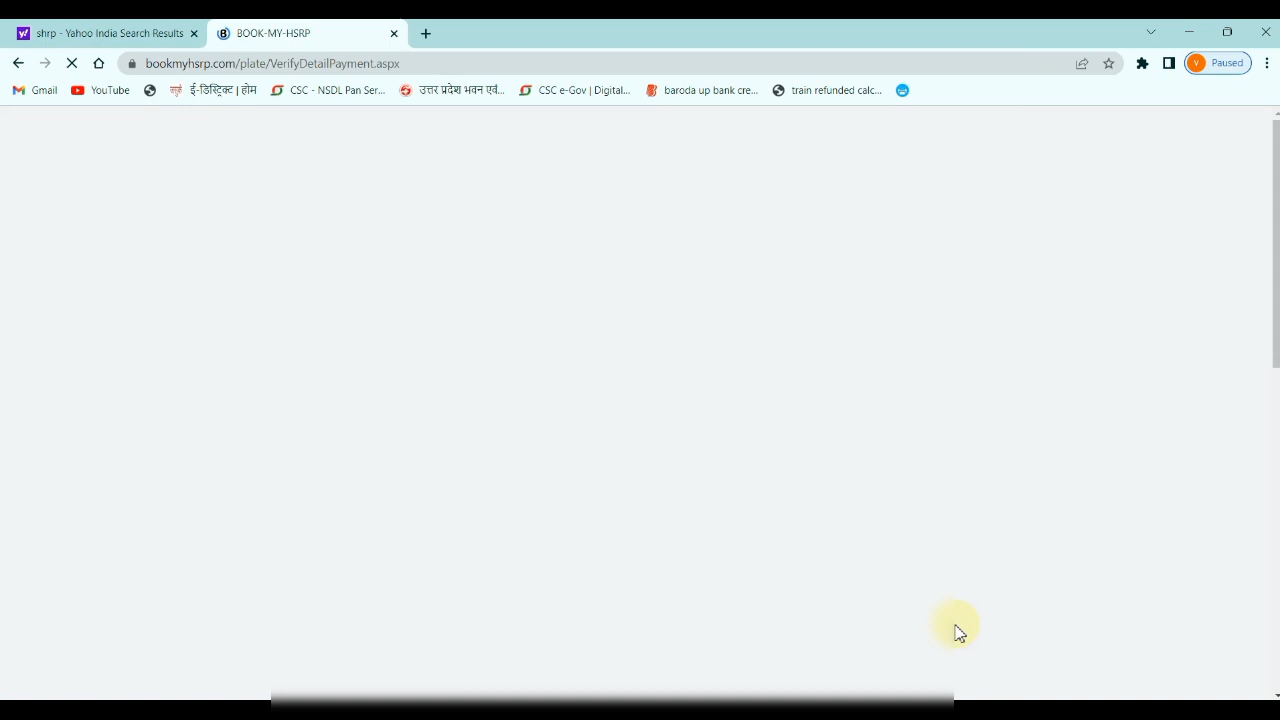 shrp - Yahoo India Search Results
BOOK-MY-HSRP
bookmyhsrp.com/plate/VerifyDetailPayment.aspx
V Paused
Gmail YouTube ई-डिस्ट्रिक्ट | होम CSC - NSDL Pan Ser... उत्तर प्रदेश भवन एवं... CSC e-Gov | Digital... baroda up bank cre... train refunded calc...